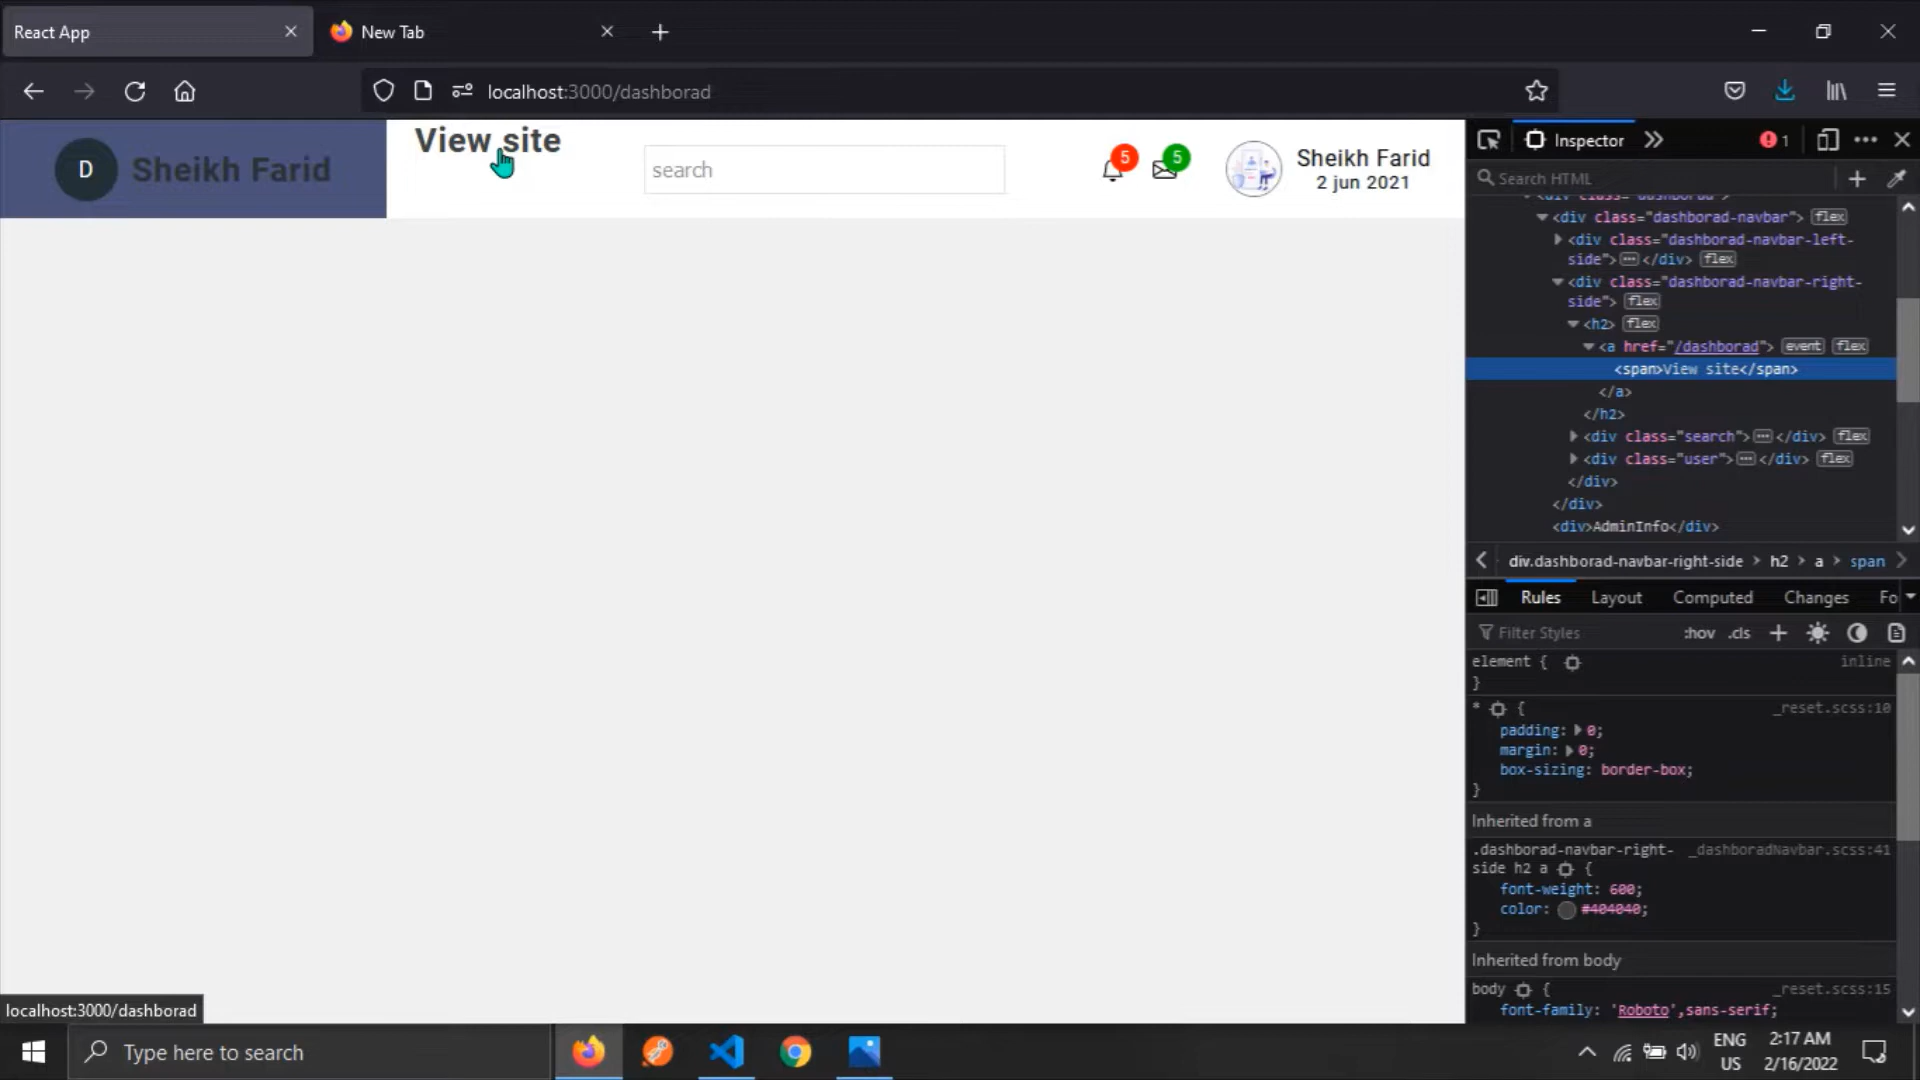 React App
New Tab
localhost:3000/dashborad
D
Sheikh Farid
View site
search
5
5
Sheikh Farid
2 jun 2021
Inspector
1
Search HTML
<div class="dashborad">
<div class="dashborad-navbar"> flex
<div class="dashborad-navbar-left-
side"> ••• </div> flex
<div class="dashborad-navbar-right-
side"> flex
<h2> flex
<a href="/dashborad"> event flex
<span>View site</span>
</a>
</h2>
<div class="search"> ••• </div> flex
<div class="user"> ••• </div> flex
</div>
</div>
<div>AdminInfo</div>
div.dashborad-navbar-right-side > h2 > a > span
Rules
Layout
Computed
Changes
Fo
Filter Styles
:hov
.cls
element { inline
}
* { _reset.scss:10
padding: 0;
margin: 0;
box-sizing: border-box;
}
Inherited from a
.dashborad-navbar-right- _dashboradNavbar.scss:41
side h2 a {
font-weight: 600;
color: #404040;
}
Inherited from body
body { _reset.scss:15
font-family: 'Roboto',sans-serif;
localhost:3000/dashborad
Type here to search
ENG
US
2:17 AM
2/16/2022